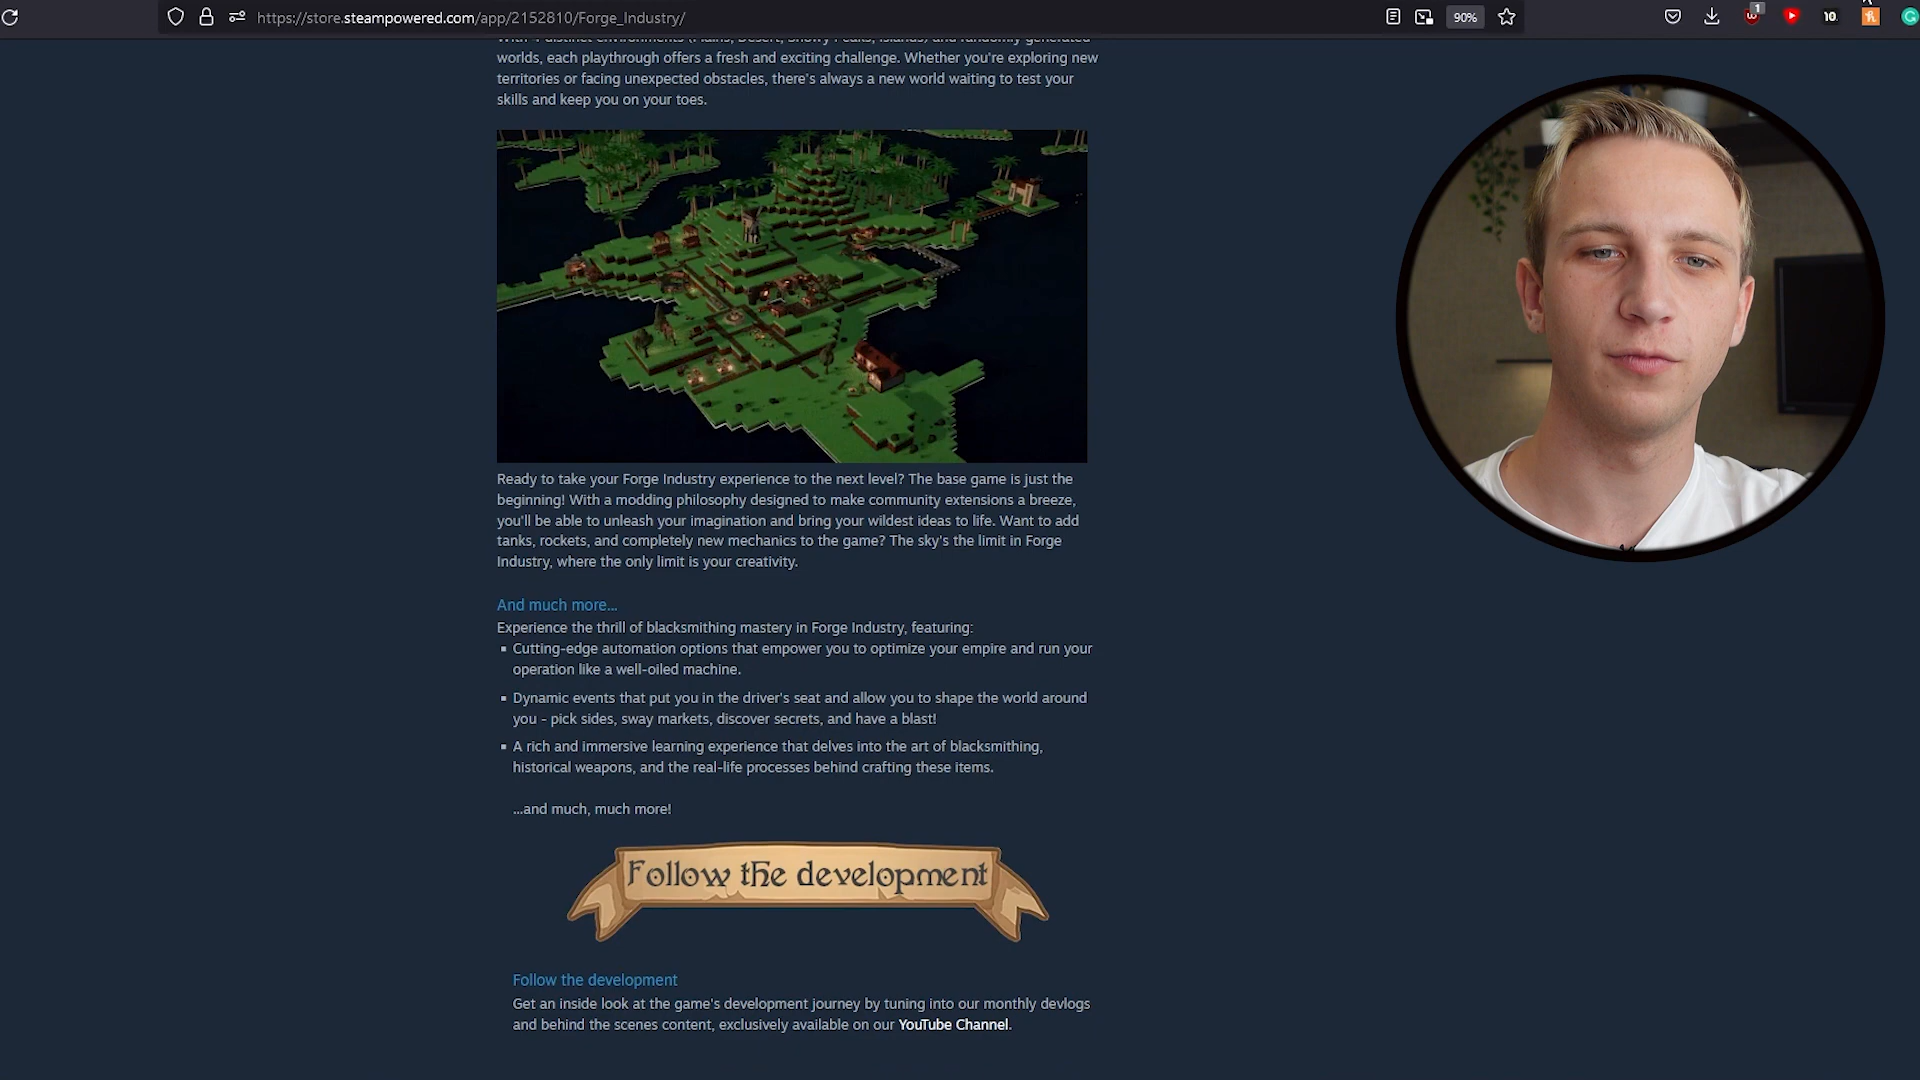 https://store.steampowered.com/app/2152810/Forge_Industry/
90%
1
10.
worlds, each playthrough offers a fresh and exciting challenge. Whether you're exploring new
territories or facing unexpected obstacles, there's always a new world waiting to test your
skills and keep you on your toes.
Ready to take your Forge Industry experience to the next level? The base game is just the
beginning! With a modding philosophy designed to make community extensions a breeze,
you'll be able to unleash your imagination and bring your wildest ideas to life. Want to add
tanks, rockets, and completely new mechanics to the game? The sky's the limit in Forge
Industry, where the only limit is your creativity.
And much more...
Experience the thrill of blacksmithing mastery in Forge Industry, featuring:
▪ Cutting-edge automation options that empower you to optimize your empire and run your
operation like a well-oiled machine.
▪ Dynamic events that put you in the driver's seat and allow you to shape the world around
you - pick sides, sway markets, discover secrets, and have a blast!
▪ A rich and immersive learning experience that delves into the art of blacksmithing,
historical weapons, and the real-life processes behind crafting these items.
...and much, much more!
Follow the development
Follow the development
Get an inside look at the game's development journey by tuning into our monthly devlogs
and behind the scenes content, exclusively available on our YouTube Channel.